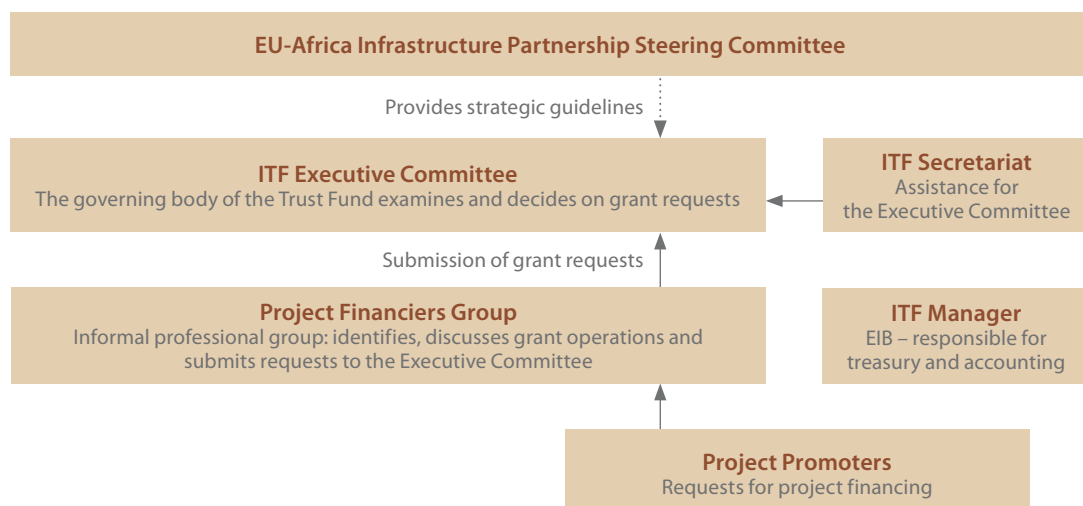 EU-Africa Infrastructure Partnership Steering Committee
Provides strategic guidelines
ITF Executive Committee
The governing body of the Trust Fund examines and decides on grant requests
ITF Secretariat
Assistance for
the Executive Committee
Submission of grant requests
Project Financiers Group
Informal professional group: identifies, discusses grant operations and
submits requests to the Executive Committee
ITF Manager
EIB – responsible for
treasury and accounting
Project Promoters
Requests for project financing